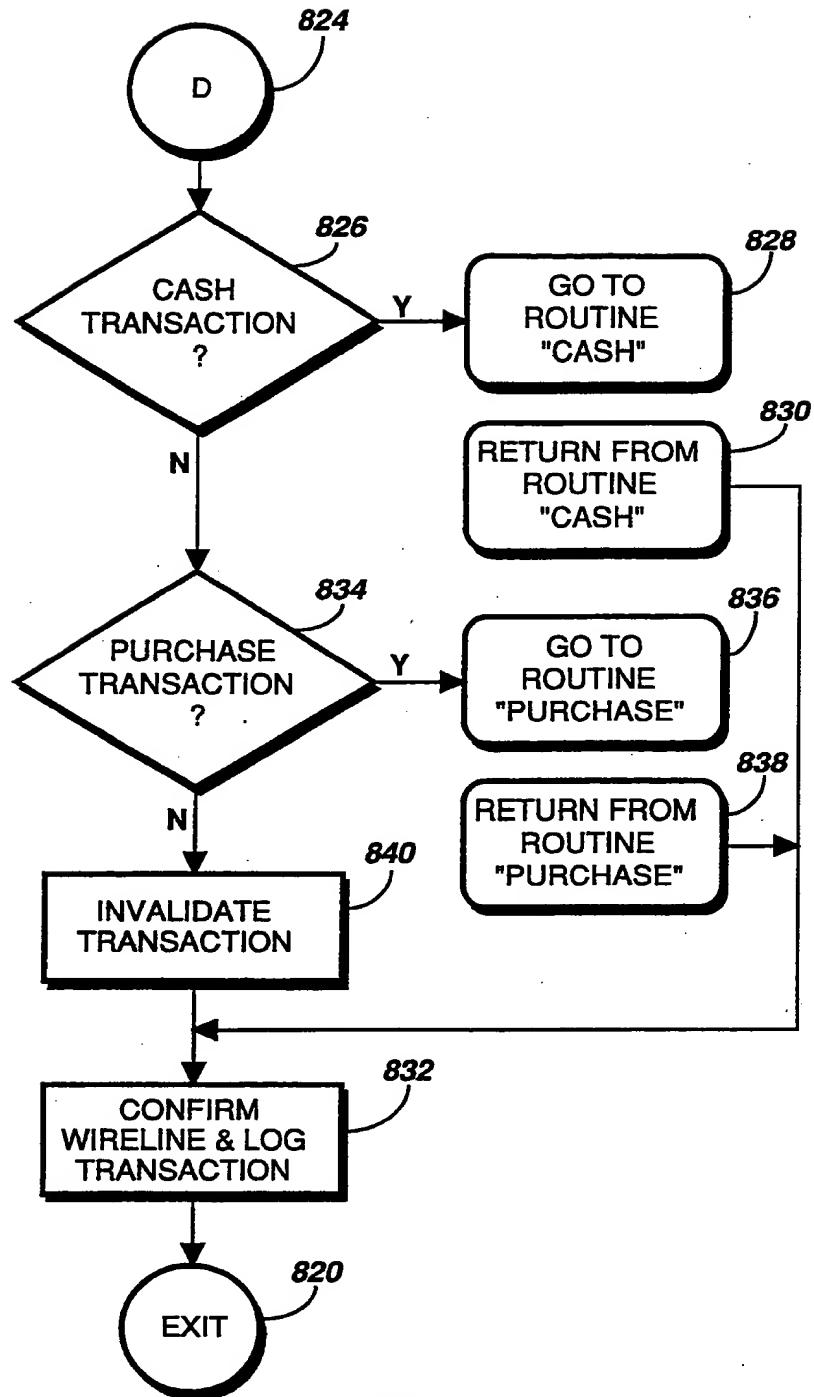 824
D
826
CASH
TRANSACTION
?
Y
828
GO TO
ROUTINE
"CASH"
830
RETURN FROM
ROUTINE
"CASH"
N
834
PURCHASE
TRANSACTION
?
Y
836
GO TO
ROUTINE
"PURCHASE"
838
RETURN FROM
ROUTINE
"PURCHASE"
N
840
INVALIDATE
TRANSACTION
832
CONFIRM
WIRELINE & LOG
TRANSACTION
820
EXIT